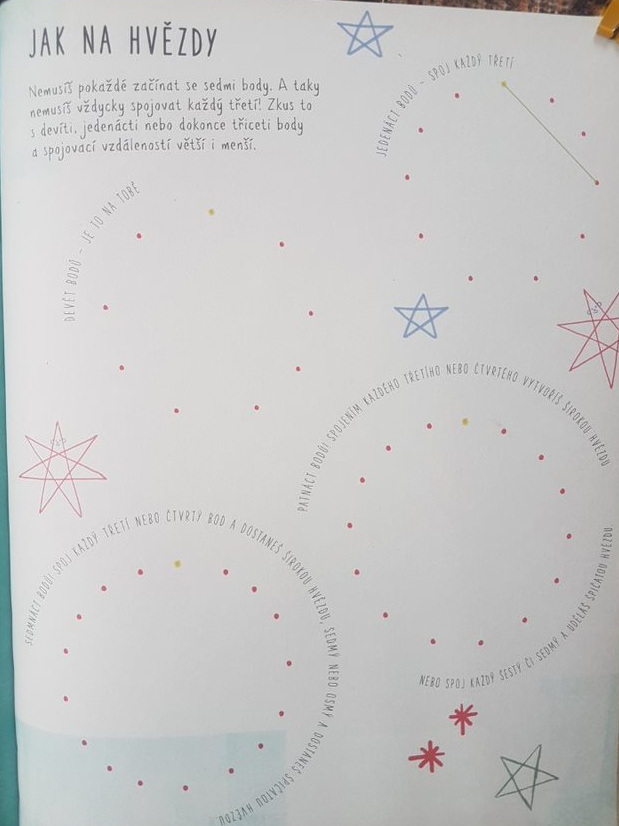 JAK NA HVĚZDY
Nemusíš pokaždé začínat se sedmi body. A taky
nemusíš vždycky spojovat každý třetí! Zkus to
s devíti, jedenácti nebo dokonce třiceti body
a spojovací vzdáleností větší i menší.
JEDENÁCT BODŮ – SPOJ KAŽDÝ TŘETÍ
DEVĚT BODŮ – JE TO NA TOBĚ
PATNÁCT BODŮ! SPOJENÍM KAŽDÉHO TŘETÍHO NEBO ČTVRTÉHO VYTVOŘÍŠ ŠIROKOU HVĚZDU
NEBO SPOJ KAŽDÝ ŠESTÝ ČI SEDMÝ A UDĚLÁŠ ŠPIČATOU HVĚZDU
SEDMNÁCT BODŮ! SPOJ KAŽDÝ TŘETÍ NEBO ČTVRTÝ BOD A DOSTANEŠ ŠIROKOU HVĚZDU, SEDMÝ NEBO OSMÝ A DOSTANEŠ ŠPIČATOU HVĚZDU